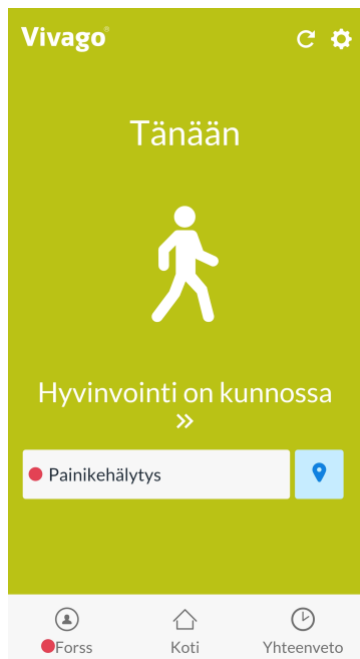 Vivago
Tänään
Hyvinvointi on kunnossa
Painikehälytys
Forss
Koti
Yhteenveto